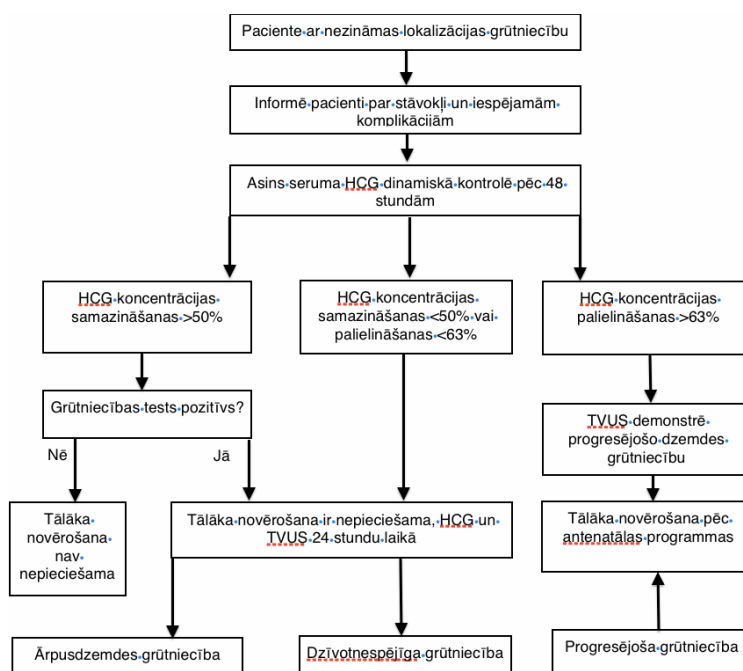 Paciente ar nezināmas lokalizācijas grūtniecību
Informē pacienti par stāvokļi un iespējamām
komplikācijām
Asins seruma HCG dinamiskā kontrolē pēc 48
stundām
HCG koncentrācijas
samazināšanas >50%
HCG koncentrācijas
samazināšanas <50% vai
palielināšanas <63%
HCG koncentrācijas
palielināšanas >63%
Grūtniecības tests pozitīvs?
TVUS demonstrē
progresējošo dzemdes
grūtniecību
Nē
Jā
Tālāka
novērošana
nav
nepieciešama
Tālāka novērošana ir nepieciešama, HCG un
TVUS 24 stundu laikā
Tālāka novērošana pēc
antenatālas programmas
Ārpusdzemdes grūtniecība
Dzīvotnespējīga grūtniecība
Progresējoša grūtniecība